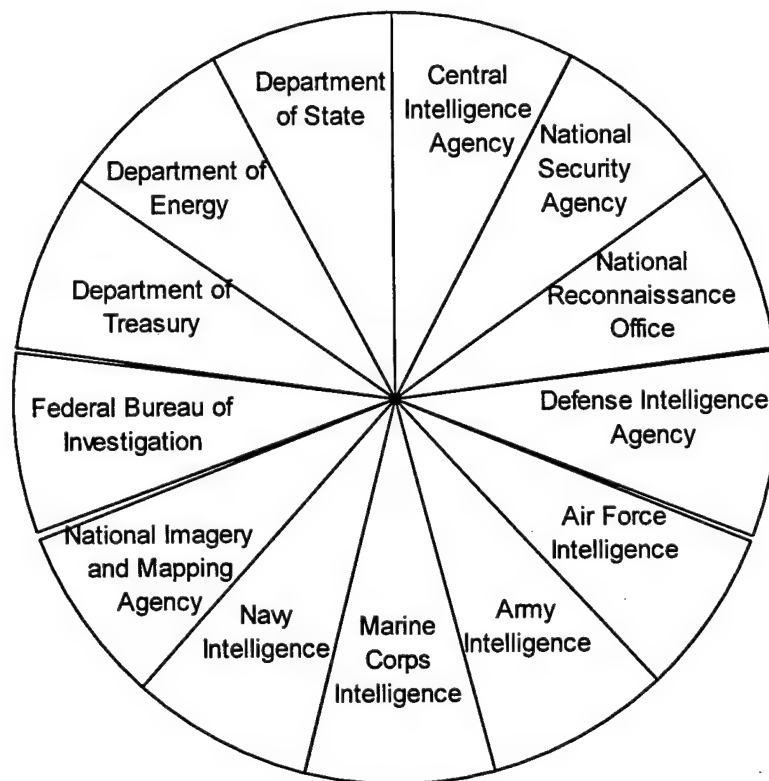 Central
Intelligence
Agency
National
Security
Agency
National
Reconnaissance
Office
Defense Intelligence
Agency
Air Force
Intelligence
Army
Intelligence
Marine
Corps
Intelligence
Navy
Intelligence
National Imagery
and Mapping
Agency
Federal Bureau of
Investigation
Department of
Treasury
Department of
Energy
Department
of State